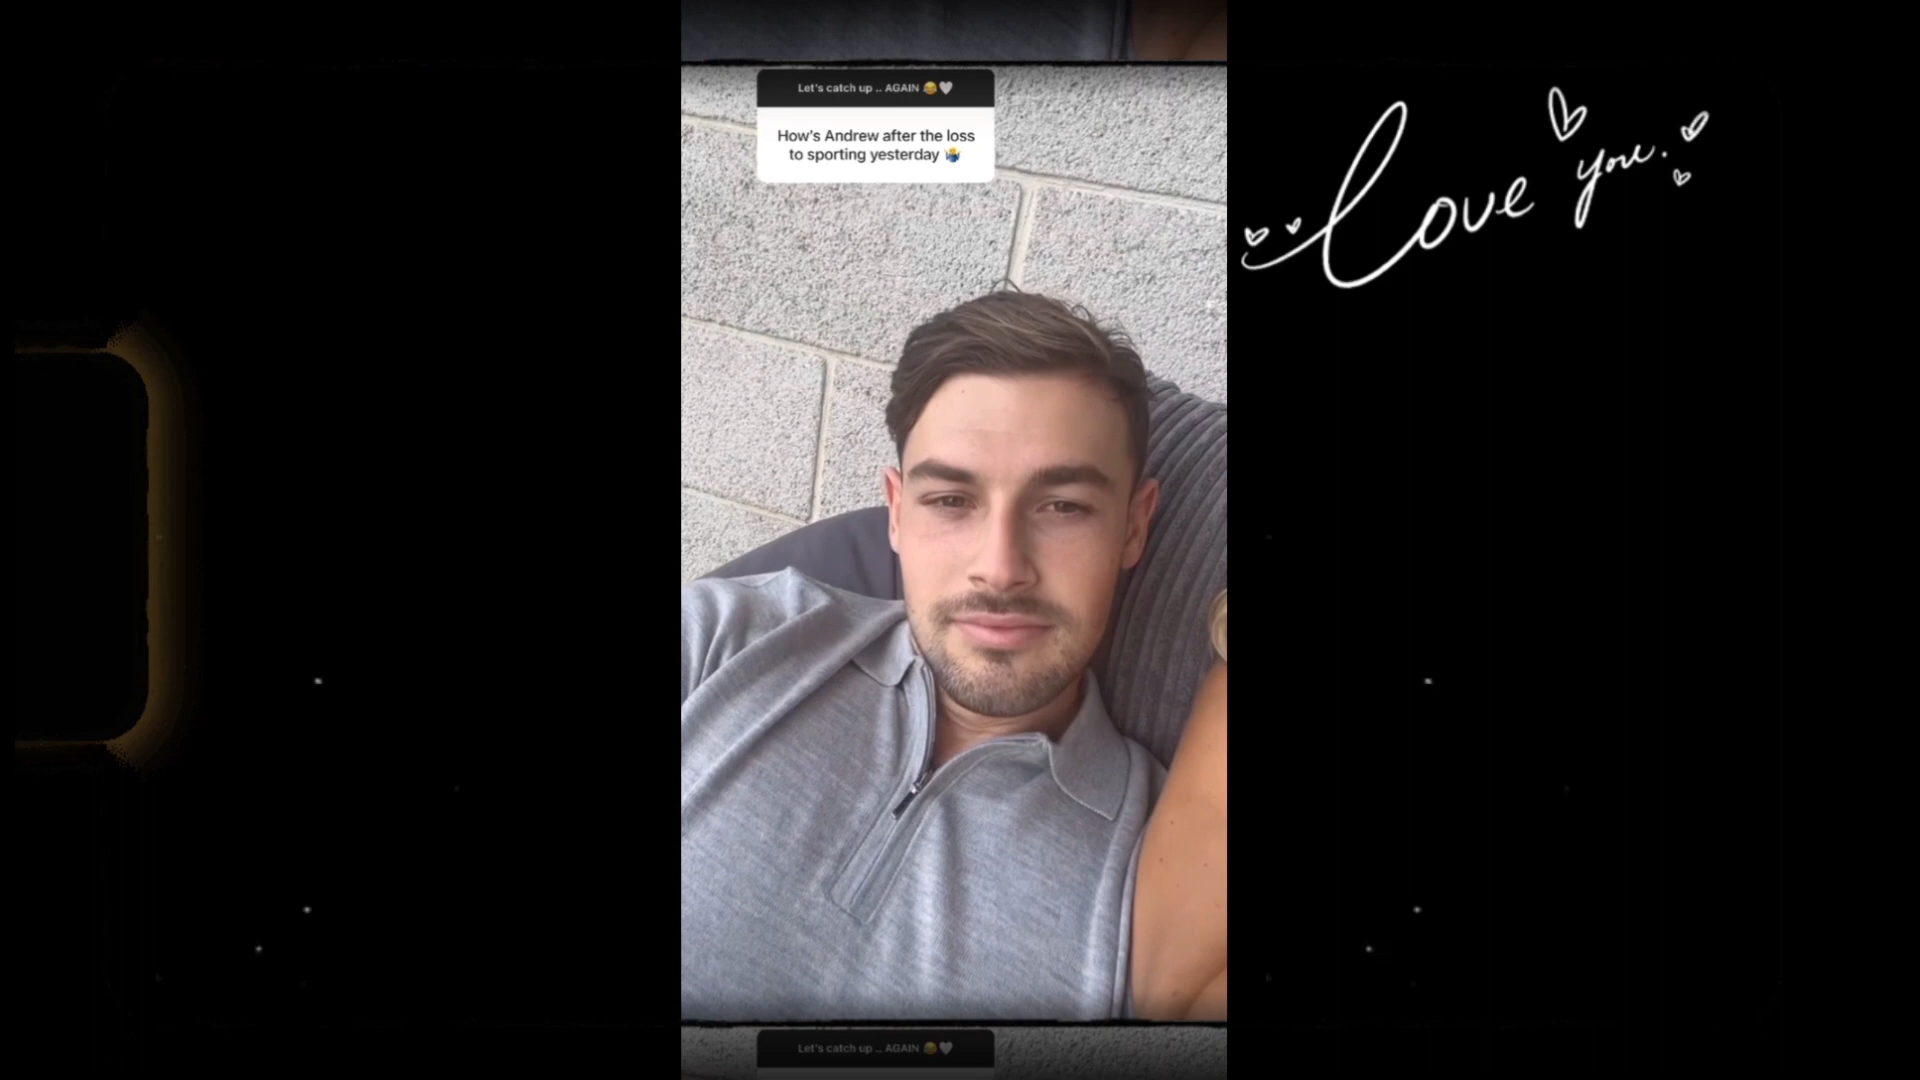 Let's catch up .. AGAIN 😂🤍
How's Andrew after the loss
to sporting yesterday 🤷‍♂️
Love you.
Let's catch up .. AGAIN 😂🤍